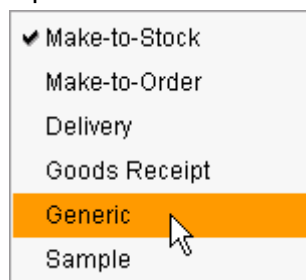 Make-to-Stock
Make-to-Order
Delivery
Goods Receipt
Generic
Sample